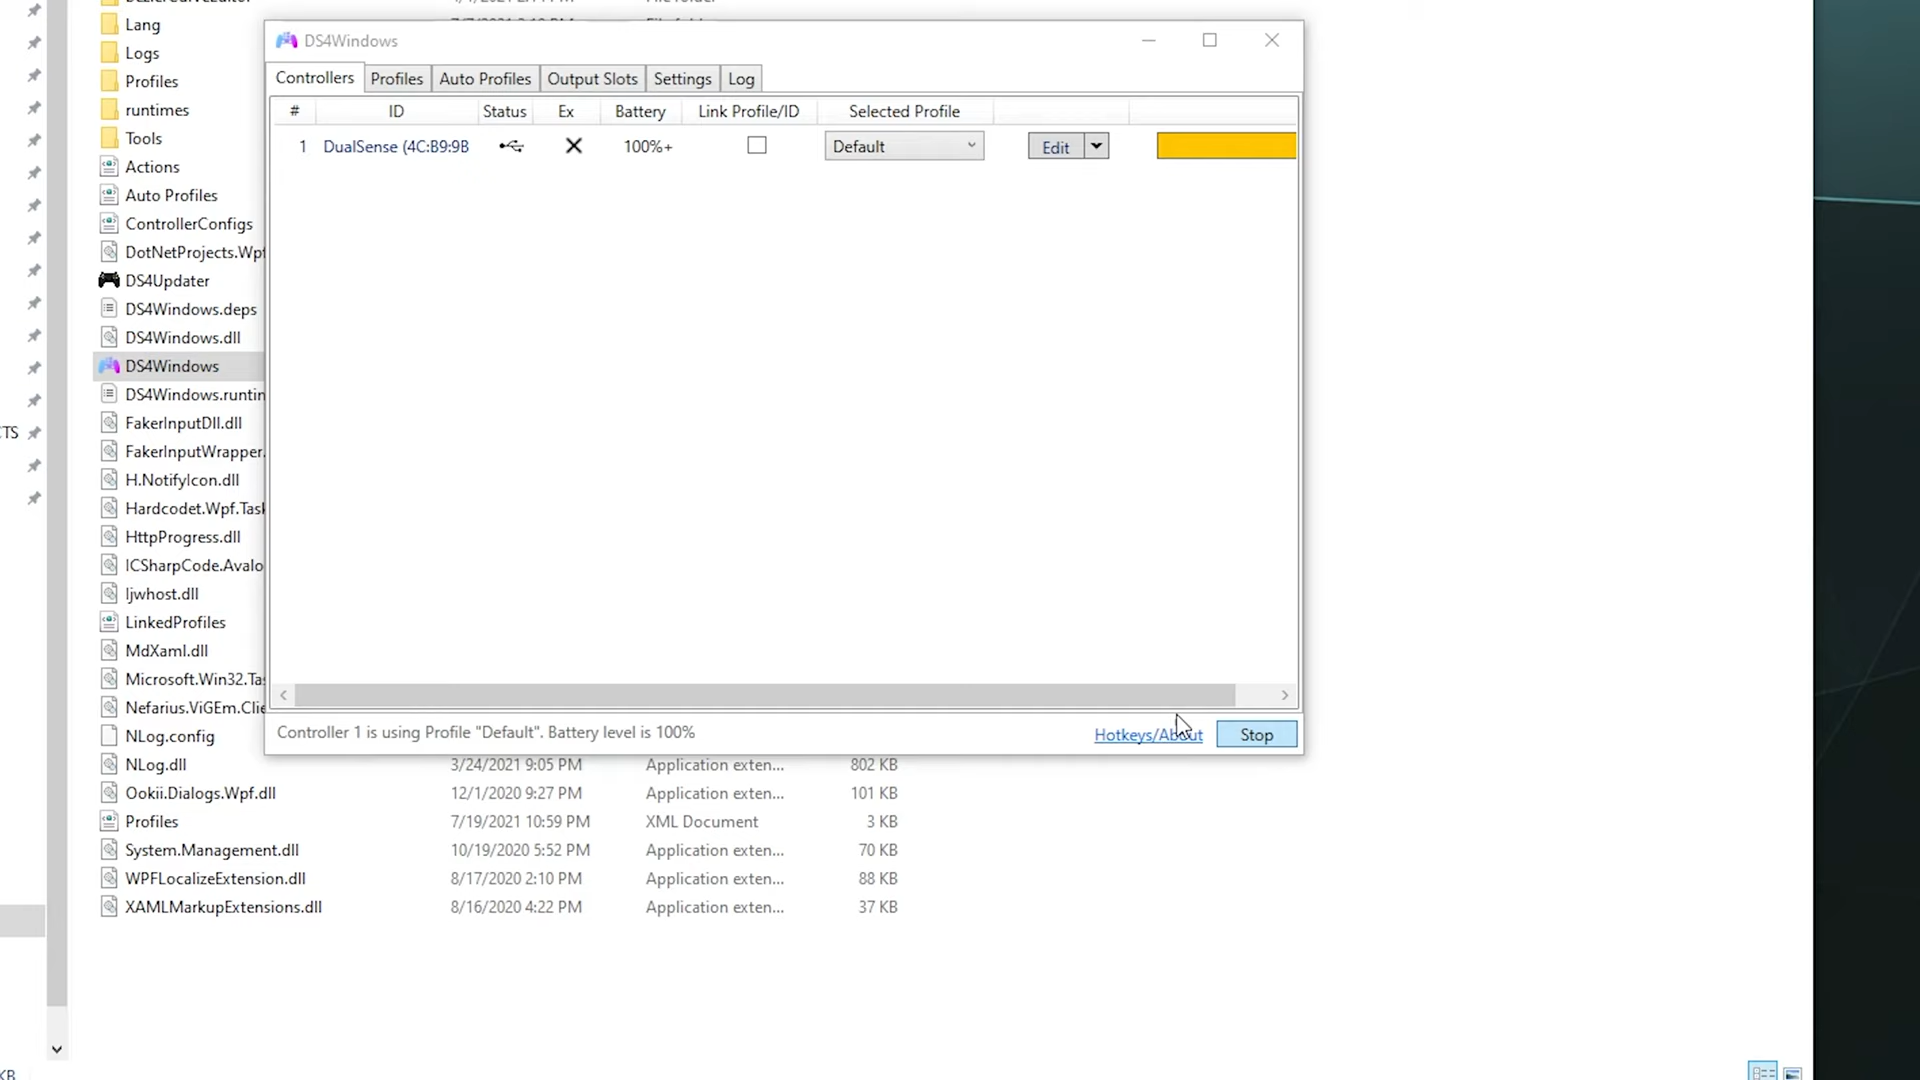 Lang
Logs
Profiles
runtimes
Tools
Actions
Auto Profiles
ControllerConfigs
DotNetProjects.Wpf
DS4Updater
DS4Windows.deps
DS4Windows.dll
DS4Windows
DS4Windows.runtin
FakerInputDll.dll
FakerInputWrapper.
H.NotifyIcon.dll
Hardcodet.Wpf.Task
HttpProgress.dll
ICSharpCode.Avalo
ljwhost.dll
LinkedProfiles
MdXaml.dll
Microsoft.Win32.Tas
Nefarius.ViGEm.Clie
NLog.config
NLog.dll 3/24/2021 9:05 PM Application exten... 802 KB
Ookii.Dialogs.Wpf.dll 12/1/2020 9:27 PM Application exten... 101 KB
Profiles 7/19/2021 10:59 PM XML Document 3 KB
System.Management.dll 10/19/2020 5:52 PM Application exten... 70 KB
WPFLocalizeExtension.dll 8/17/2020 2:10 PM Application exten... 88 KB
XAMLMarkupExtensions.dll 8/16/2020 4:22 PM Application exten... 37 KB
CTS
KB
DS4Windows
Controllers Profiles Auto Profiles Output Slots Settings Log
# ID Status Ex Battery Link Profile/ID Selected Profile
1 DualSense (4C:B9:9B 100%+ Default Edit
Controller 1 is using Profile "Default". Battery level is 100%
Hotkeys/About Stop